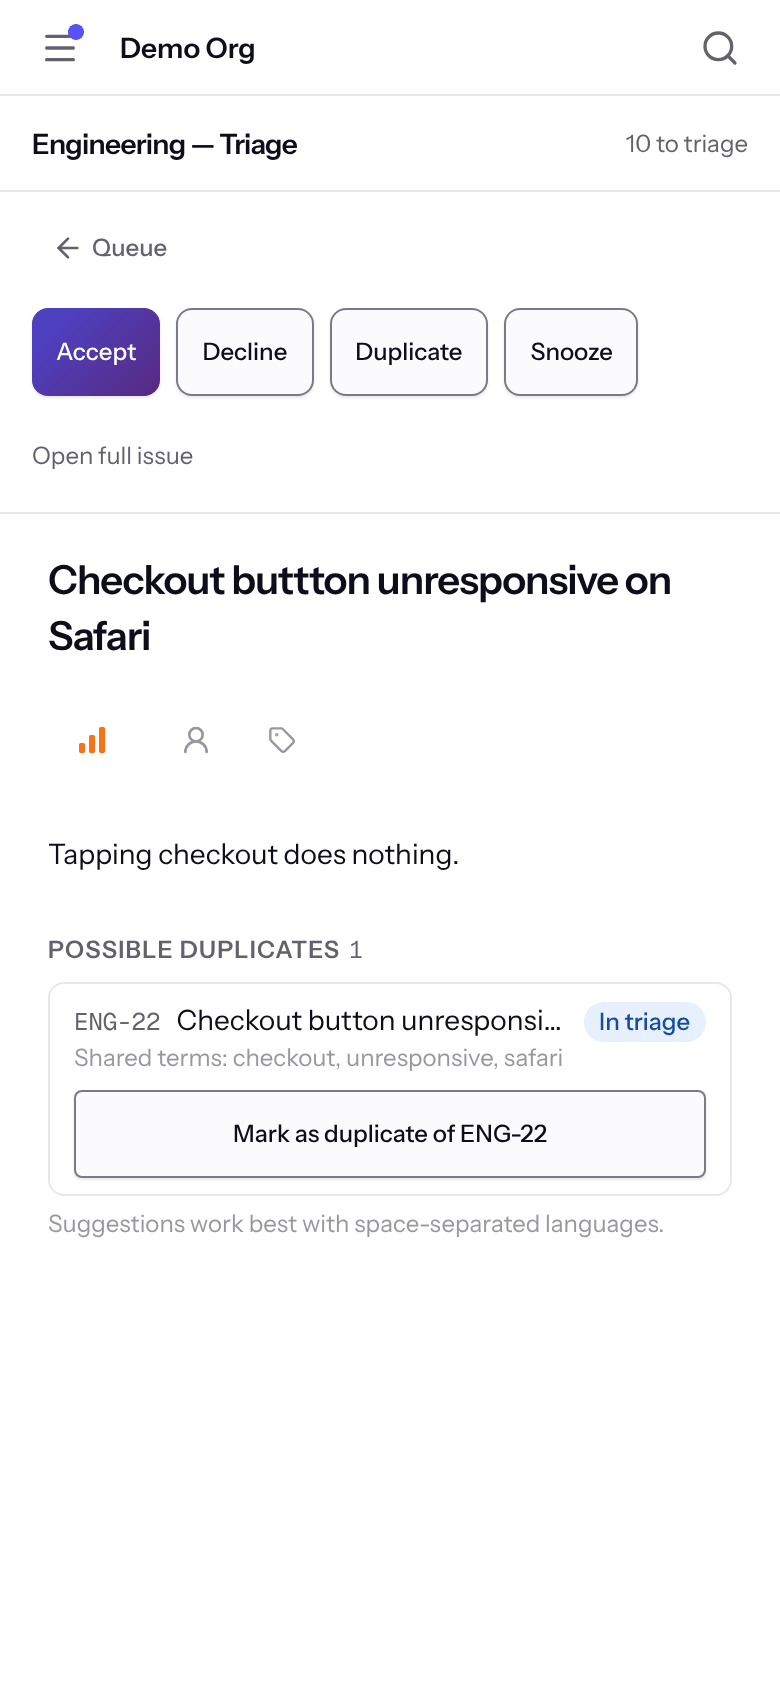 Demo Org
Engineering — Triage
10 to triage
Queue
Accept
Decline
Duplicate
Snooze
Open full issue
Checkout buttton unresponsive on
Safari
Tapping checkout does nothing.
POSSIBLE DUPLICATES 1
ENG-22 Checkout button unresponsi... In triage
Shared terms: checkout, unresponsive, safari
Mark as duplicate of ENG-22
Suggestions work best with space-separated languages.